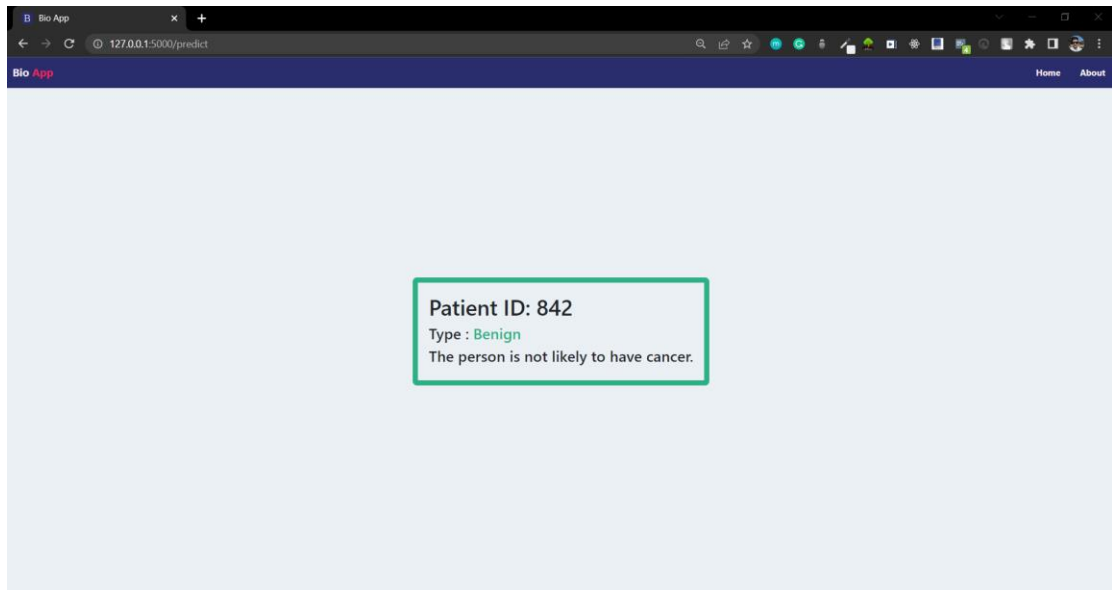 B Bio App
127.0.0.1:5000/predict
Bio App Home About
Patient ID: 842
Type : Benign
The person is not likely to have cancer.